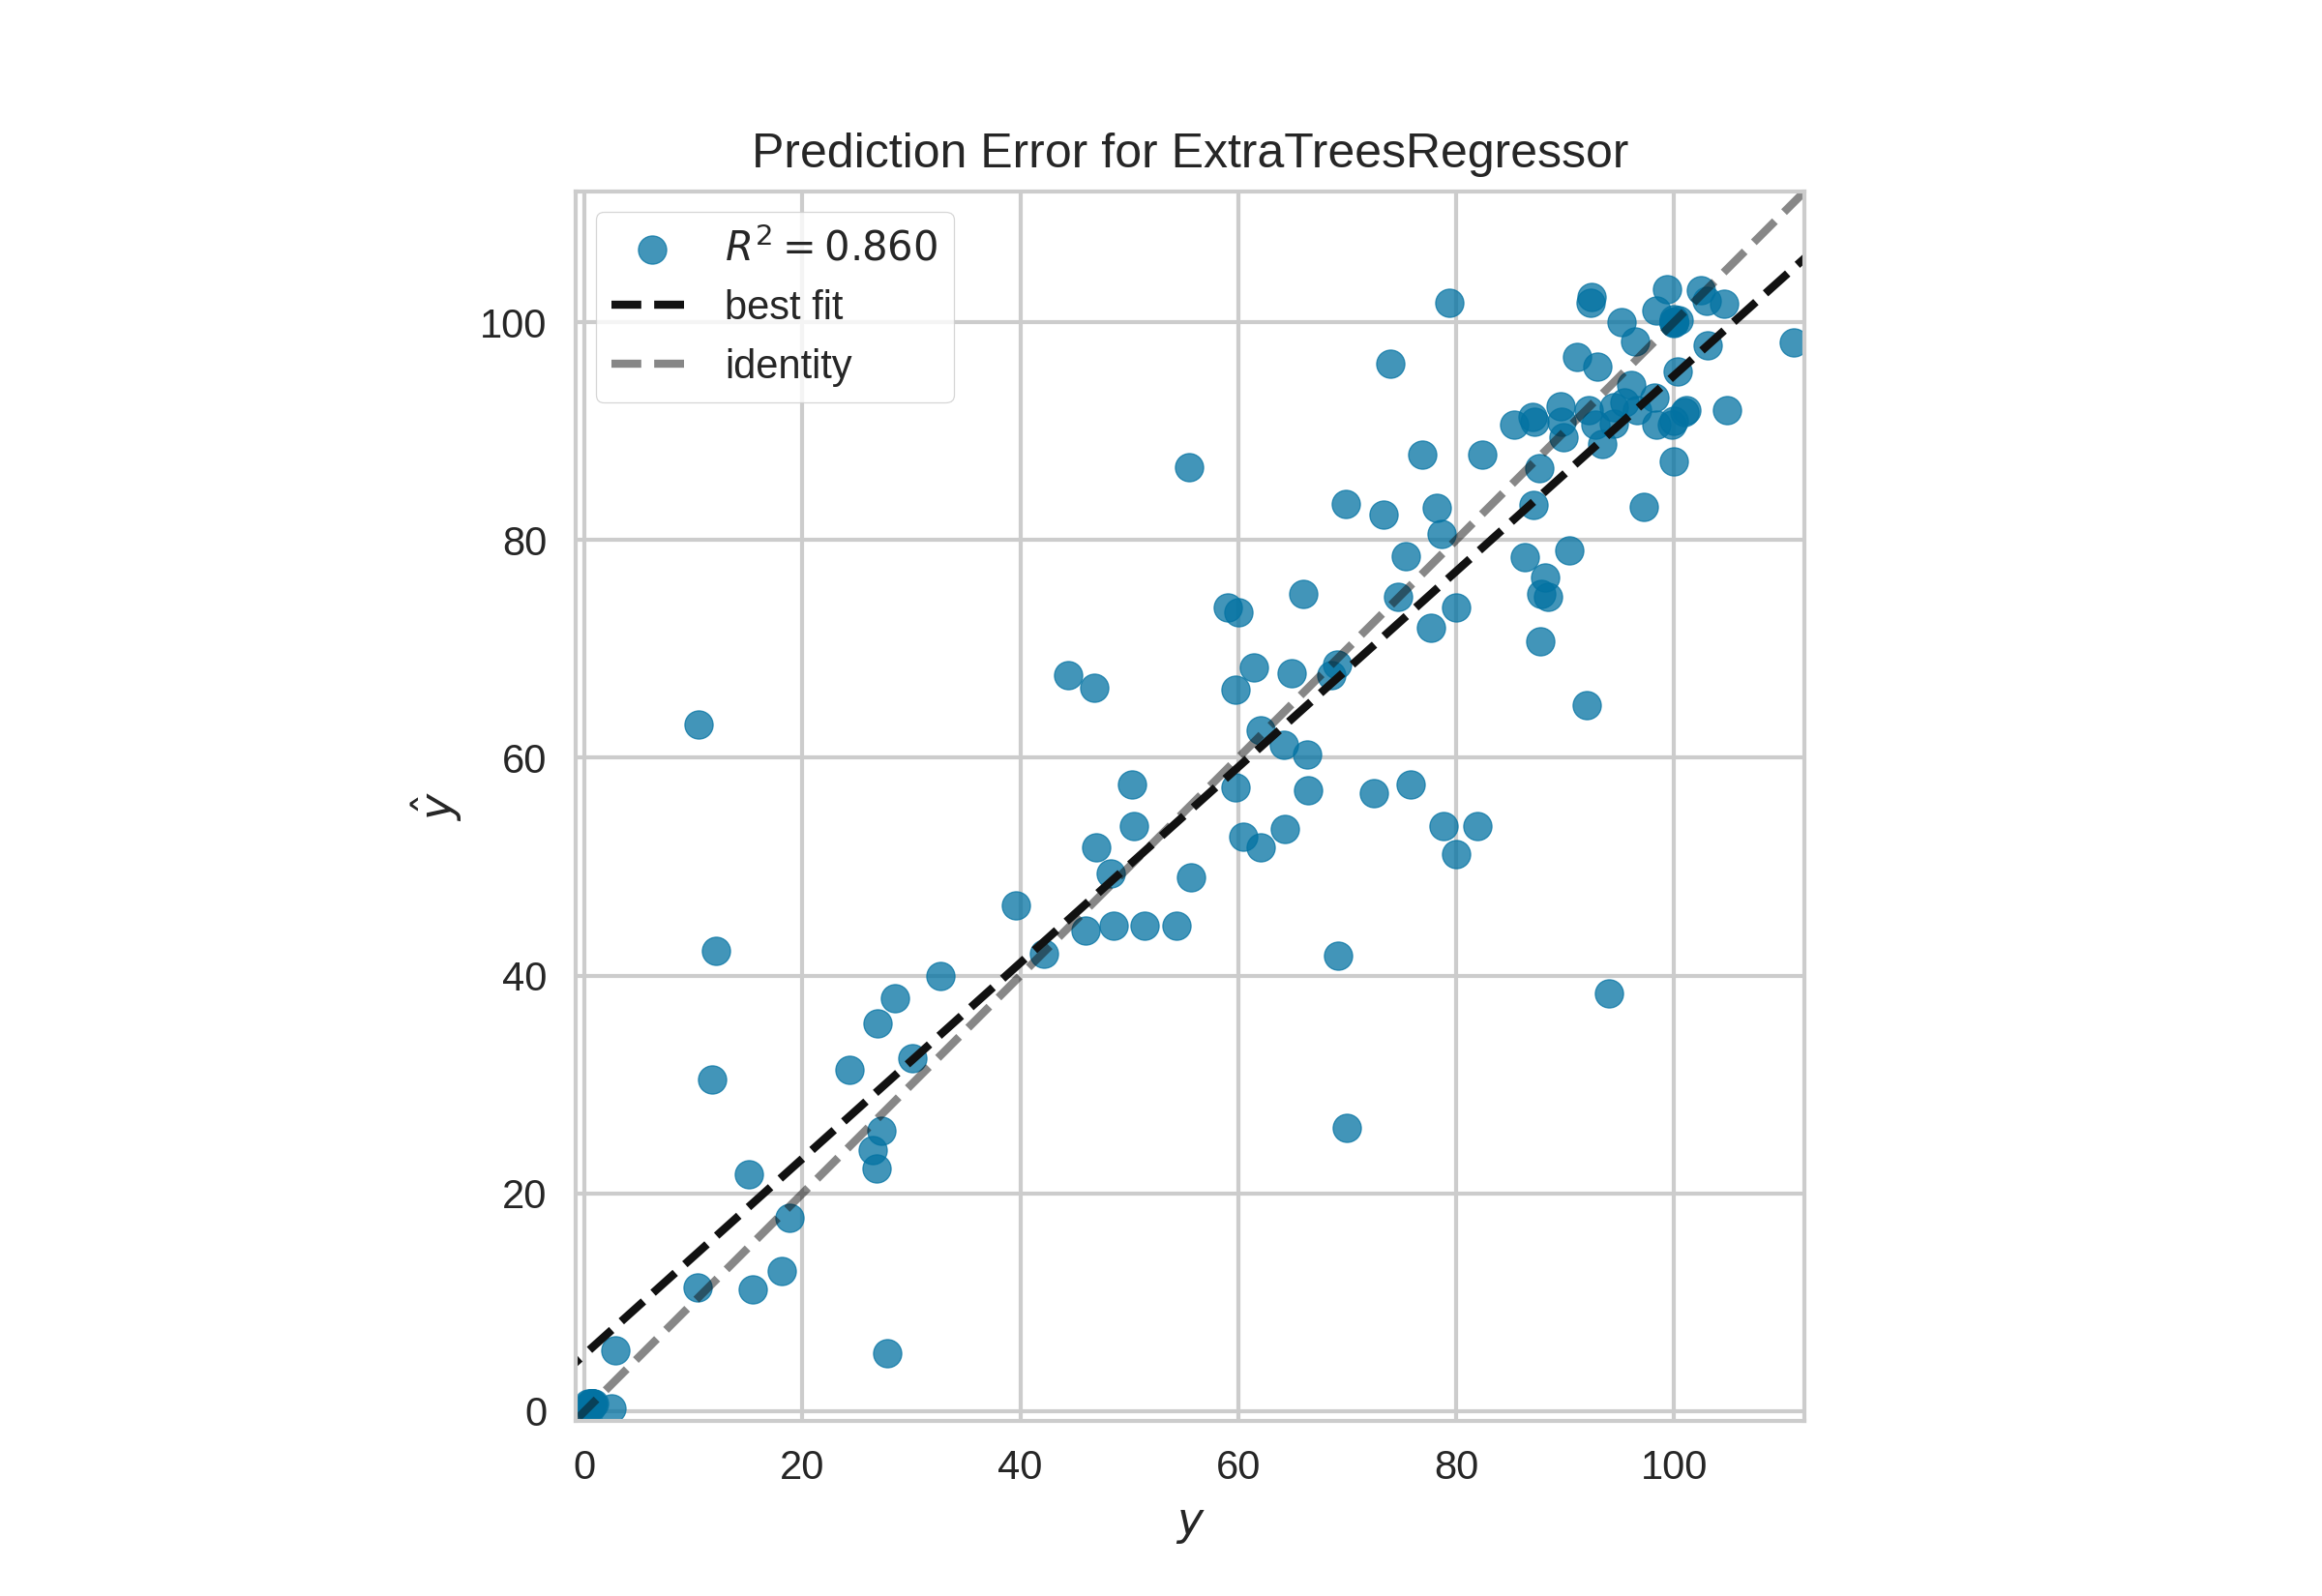 Prediction Error for ExtraTreesRegressor
R² = 0.860
best fit
identity
100
80
60
40
20
0
ŷ
0 20 40 60 80 100
y